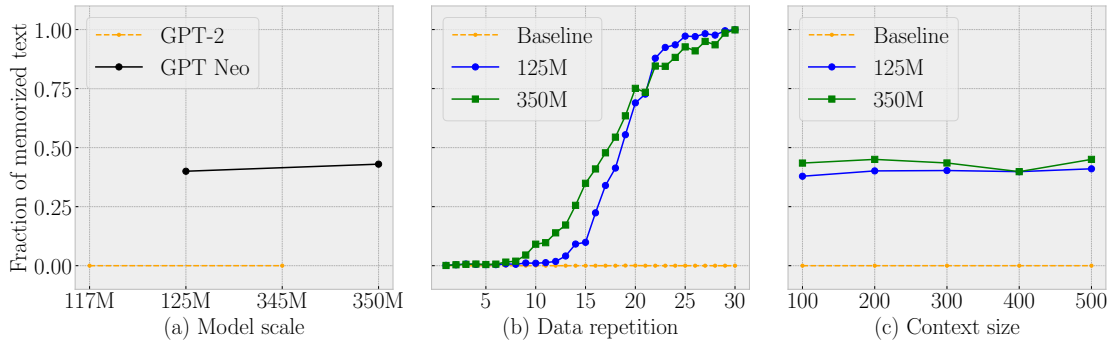 Fraction of memorized text
1.00
0.75
0.50
0.25
0.00
GPT-2
GPT Neo
117M 125M 345M 350M
(a) Model scale
Baseline
125M
350M
5 10 15 20 25 30
(b) Data repetition
Baseline
125M
350M
100 200 300 400 500
(c) Context size